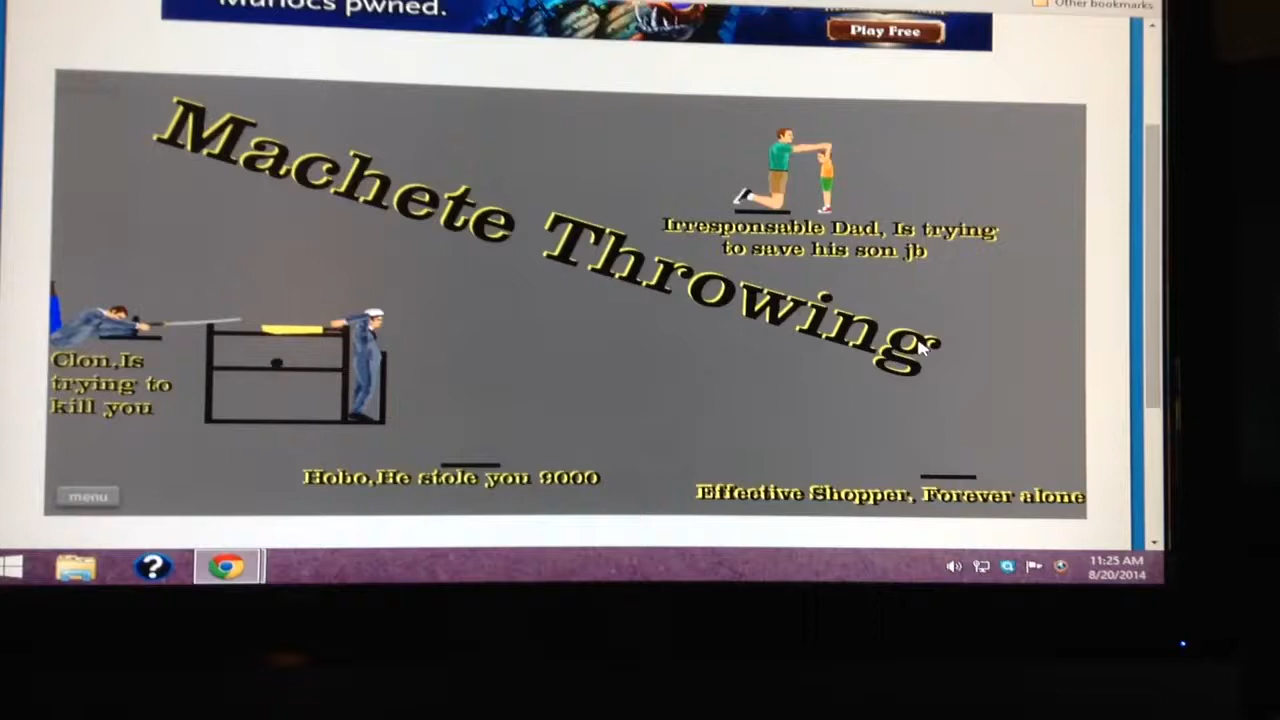 Murlocs pwned.
Play Free
Other bookmarks
Machete Throwing
Irresponsable Dad, Is trying
to save his son jb
Clon,Is
trying to
kill you
Hobo,He stole you 9000
Effective Shopper, Forever alone
menu
11:25 AM
8/20/2014